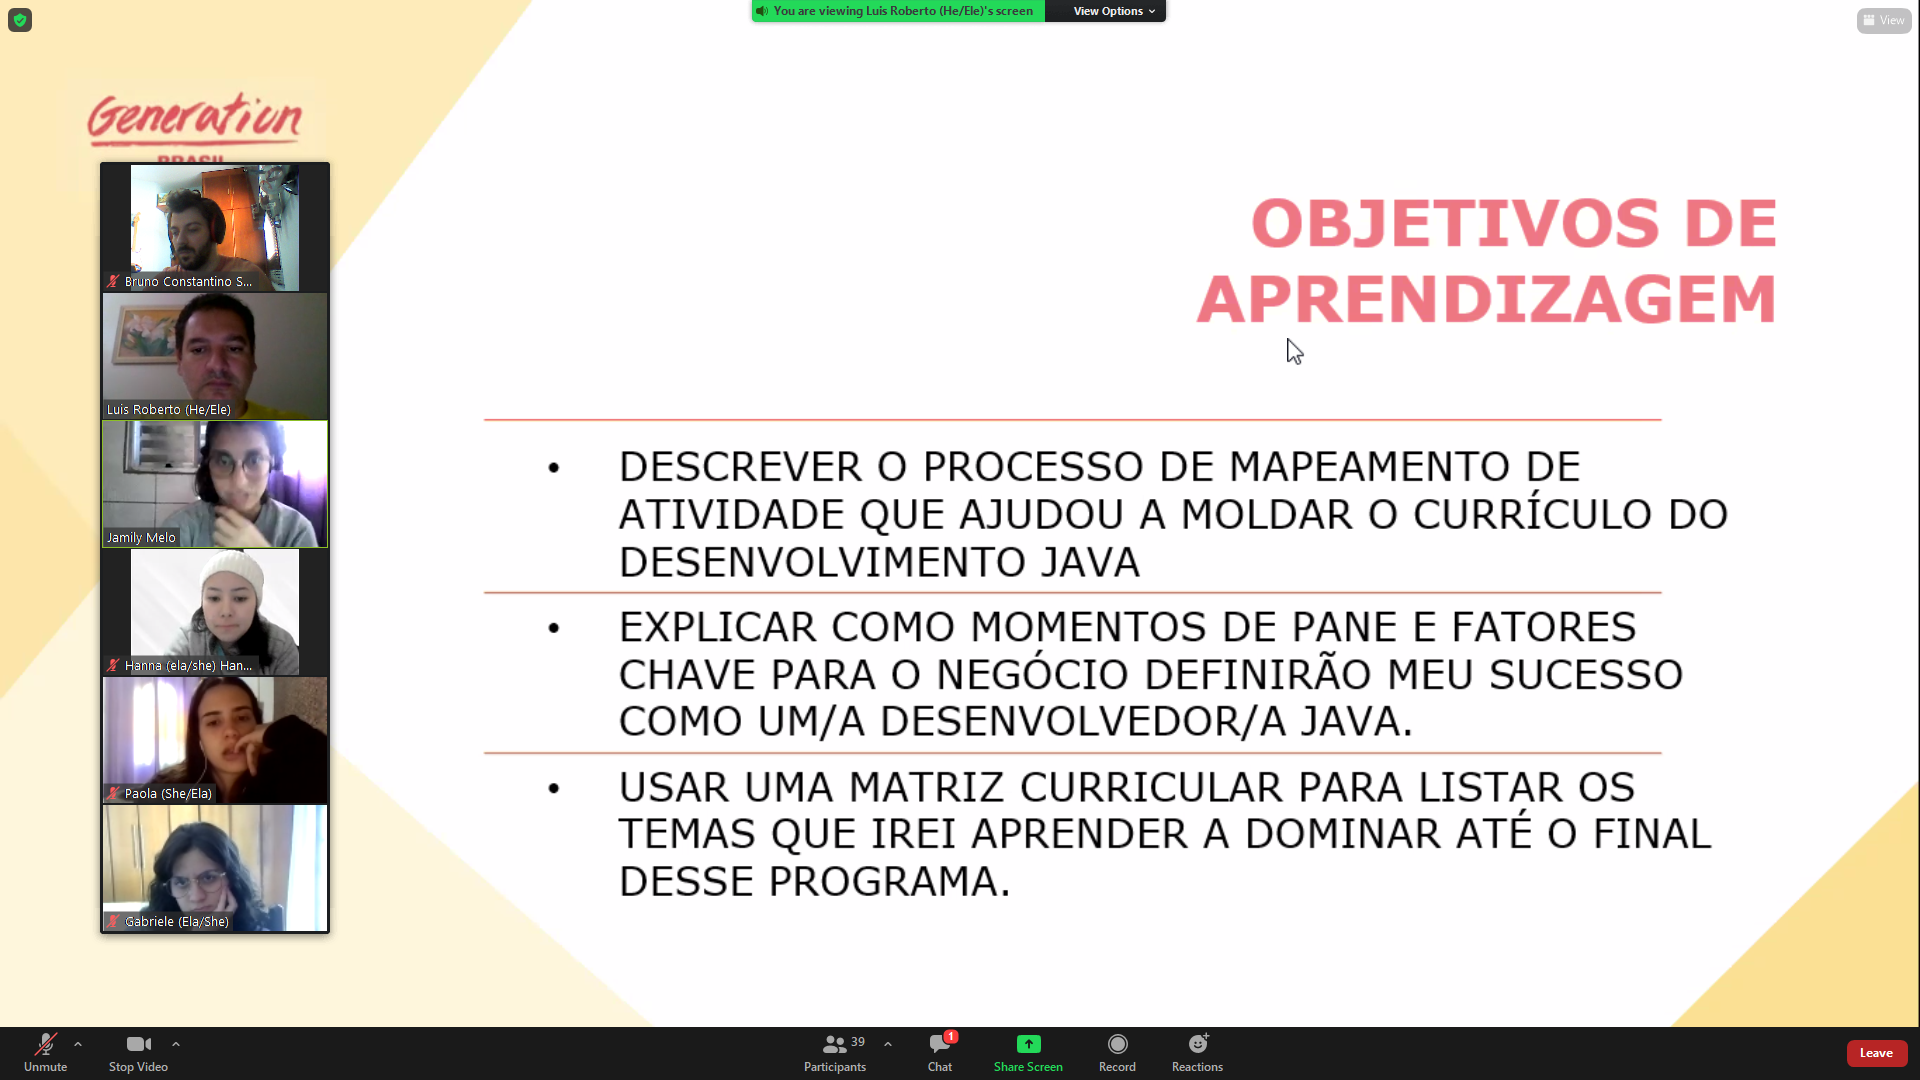 You are viewing Luis Roberto (He/Ele)'s screen
View Options
View
Generation
BRASIL
Bruno Constantino S...
Luis Roberto (He/Ele)
Jamily Melo
Hanna (ela/she) Han...
Paola (She/Ela)
Gabriele (Ela/She)
OBJETIVOS DE
APRENDIZAGEM
• DESCREVER O PROCESSO DE MAPEAMENTO DE
ATIVIDADE QUE AJUDOU A MOLDAR O CURRÍCULO DO
DESENVOLVIMENTO JAVA
• EXPLICAR COMO MOMENTOS DE PANE E FATORES
CHAVE PARA O NEGÓCIO DEFINIRÃO MEU SUCESSO
COMO UM/A DESENVOLVEDOR/A JAVA.
• USAR UMA MATRIZ CURRICULAR PARA LISTAR OS
TEMAS QUE IREI APRENDER A DOMINAR ATÉ O FINAL
DESSE PROGRAMA.
Unmute
Stop Video
39
Participants
1
Chat
Share Screen
Record
Reactions
Leave